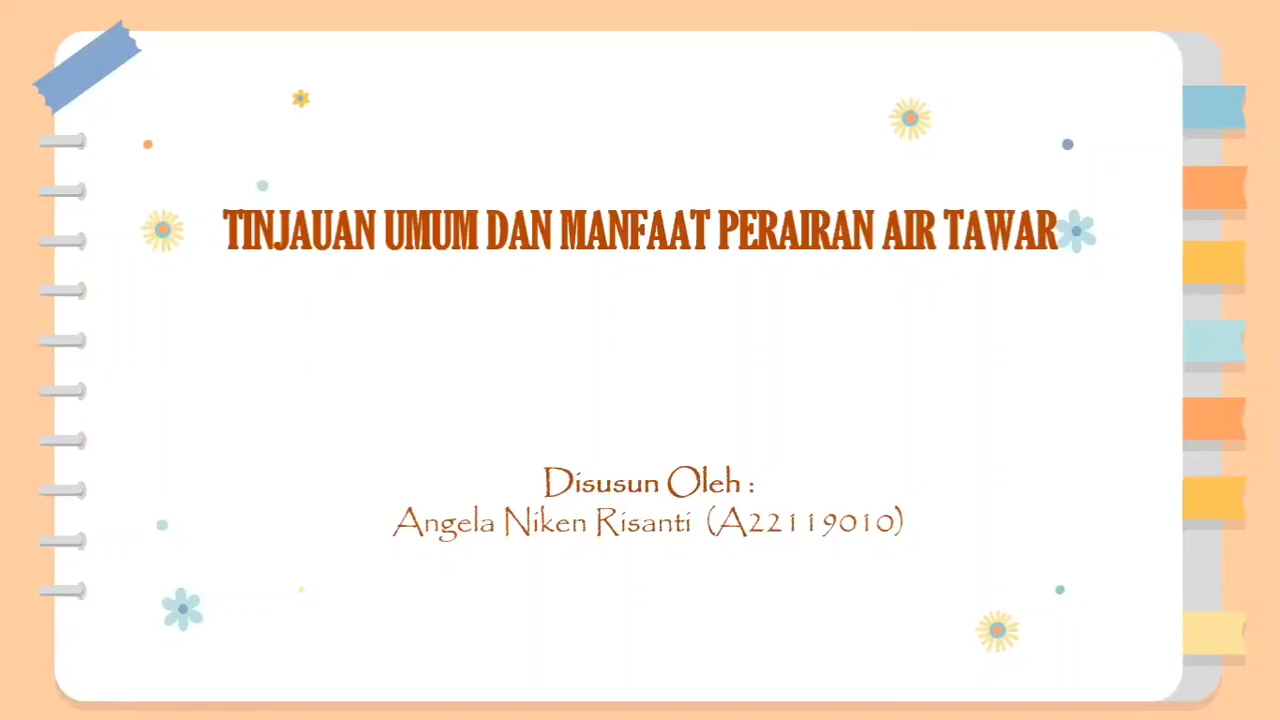 TINJAUAN UMUM DAN MANFAAT PERAIRAN AIR TAWAR
Disusun Oleh :
Angela Niken Risanti (A22119010)